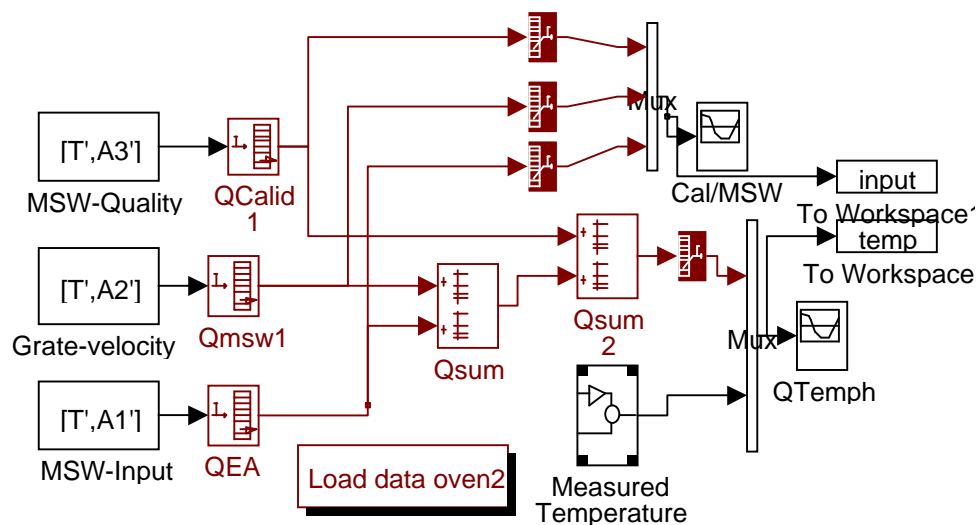 [T',A3']
MSW-Quality
QCalid
1
Mux
Cal/MSW
input
To Workspace1
temp
To Workspace
[T',A2']
Grate-velocity
Qmsw1
Qsum
Qsum
2
Mux
QTemph
[T',A1']
MSW-Input
QEA
Load data oven2
Measured
Temperature